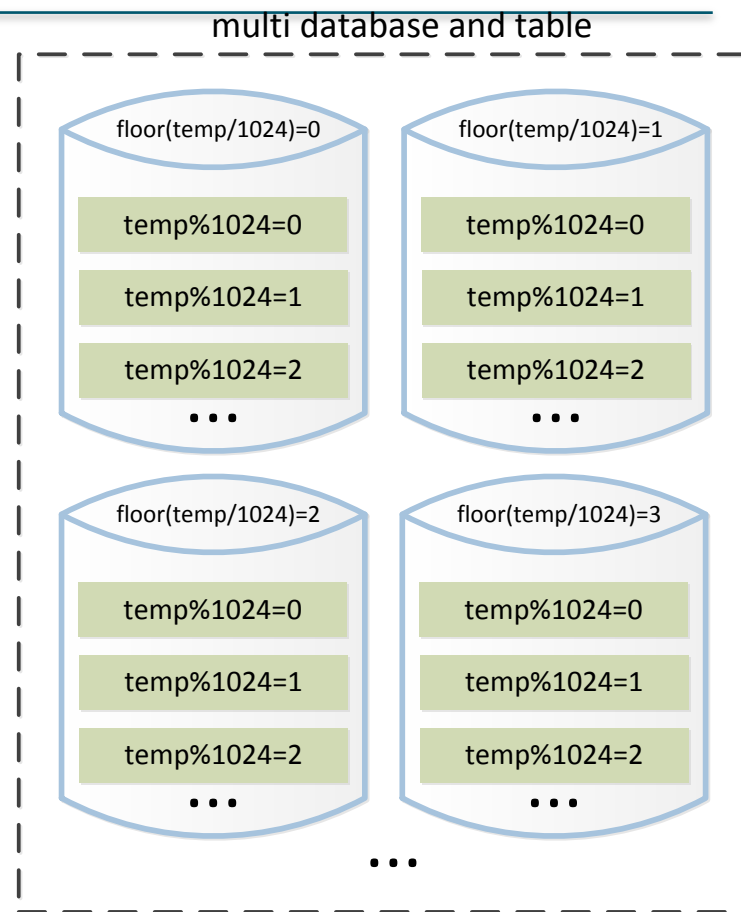 multi database and table
floor(temp/1024)=0
temp%1024=0
temp%1024=1
temp%1024=2
...
floor(temp/1024)=1
temp%1024=0
temp%1024=1
temp%1024=2
...
floor(temp/1024)=2
temp%1024=0
temp%1024=1
temp%1024=2
...
floor(temp/1024)=3
temp%1024=0
temp%1024=1
temp%1024=2
...
...